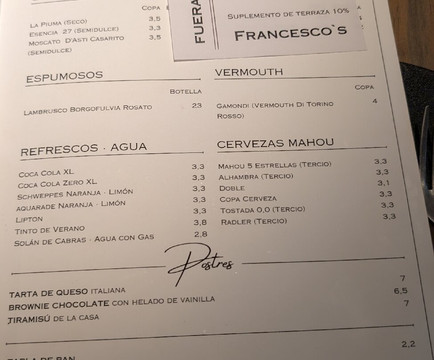 COPA
LA PIUMA (SECO) 3,5
ESENCIA 27 (SEMIDULCE) 3,3
MOSCATO D'ASTI CASARITO 3,5
(SEMIDULCE)
FUERA
SUPLEMENTO DE TERRAZA 10%
FRANCESCO`S
ESPUMOSOS
BOTELLA
LAMBRUSCO BORGOFULVIA ROSATO 23
VERMOUTH
COPA
GAMONDI (VERMOUTH DI TORINO 4
ROSSO)
REFRESCOS · AGUA
COCA COLA XL 3,3
COCA COLA ZERO XL 3,3
SCHWEPPES NARANJA - LIMÓN 3,3
AQUARADE NARANJA - LIMÓN 3,3
LIPTON 3,3
TINTO DE VERANO 3,8
SOLÁN DE CABRAS - AGUA CON GAS 2,8
CERVEZAS MAHOU
MAHOU 5 ESTRELLAS (TERCIO) 3,3
ALHAMBRA (TERCIO) 3,3
DOBLE 3,1
COPA CERVEZA 3,3
TOSTADA 0,0 (TERCIO) 3,3
RADLER (TERCIO) 3,3
Postres
TARTA DE QUESO ITALIANA 7
BROWNIE CHOCOLATE CON HELADO DE VAINILLA 6,5
TIRAMISÚ DE LA CASA 7
2,2